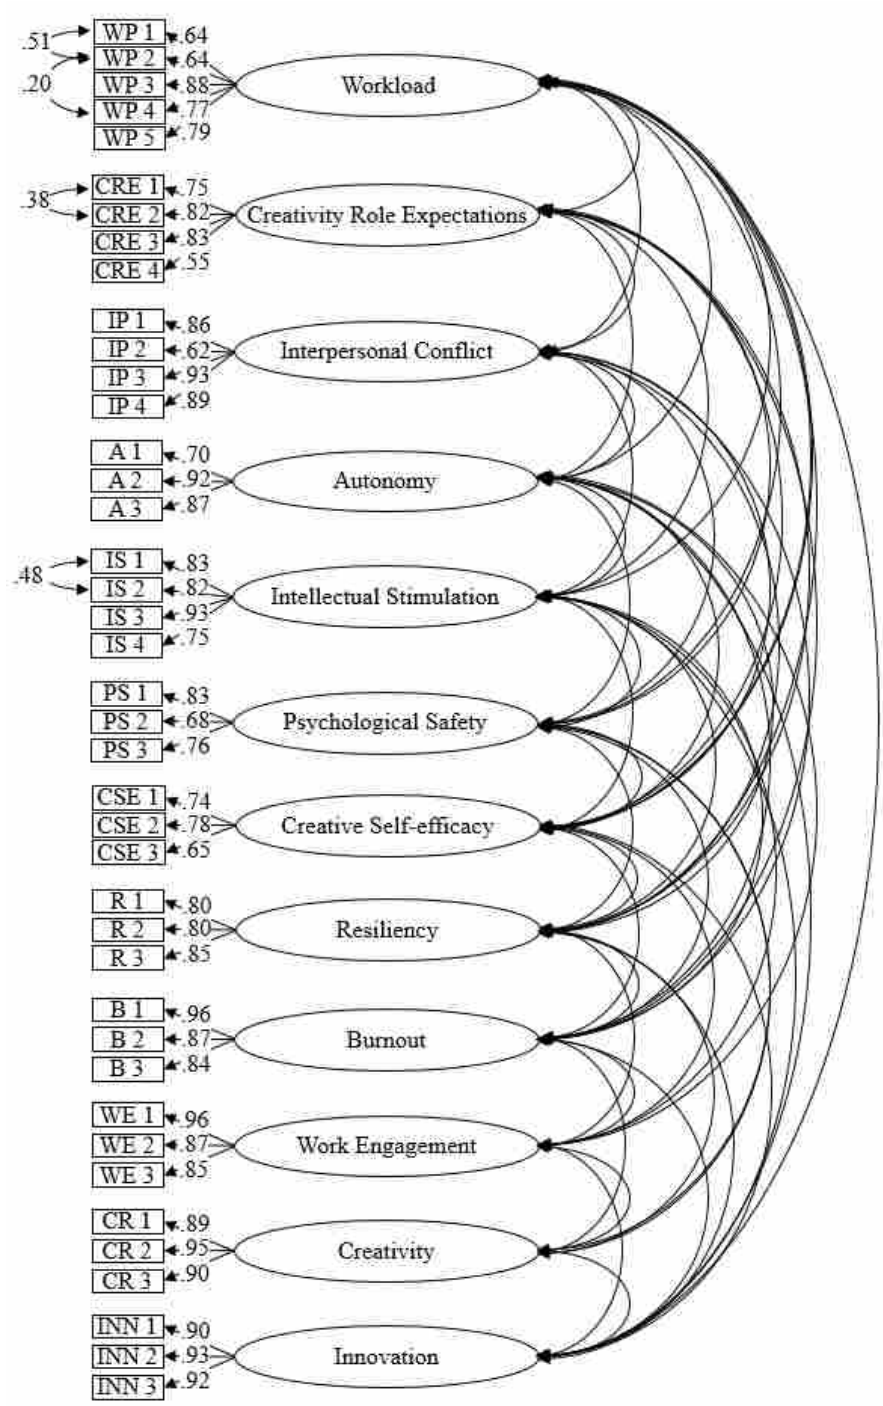 .51
.20
WP 1 .64
WP 2 .64
WP 3 .88
WP 4 .77
WP 5 .79
Workload
.38
CRE 1 .75
CRE 2 .82
CRE 3 .83
CRE 4 .55
Creativity Role Expectations
IP 1 .86
IP 2 .62
IP 3 .93
IP 4 .89
Interpersonal Conflict
A 1 .70
A 2 .92
A 3 .87
Autonomy
.48
IS 1 .83
IS 2 .82
IS 3 .93
IS 4 .75
Intellectual Stimulation
PS 1 .83
PS 2 .68
PS 3 .76
Psychological Safety
CSE 1 .74
CSE 2 .78
CSE 3 .65
Creative Self-efficacy
R 1 .80
R 2 .80
R 3 .85
Resiliency
B 1 .96
B 2 .87
B 3 .84
Burnout
WE 1 .96
WE 2 .87
WE 3 .85
Work Engagement
CR 1 .89
CR 2 .95
CR 3 .90
Creativity
INN 1 .90
INN 2 .93
INN 3 .92
Innovation